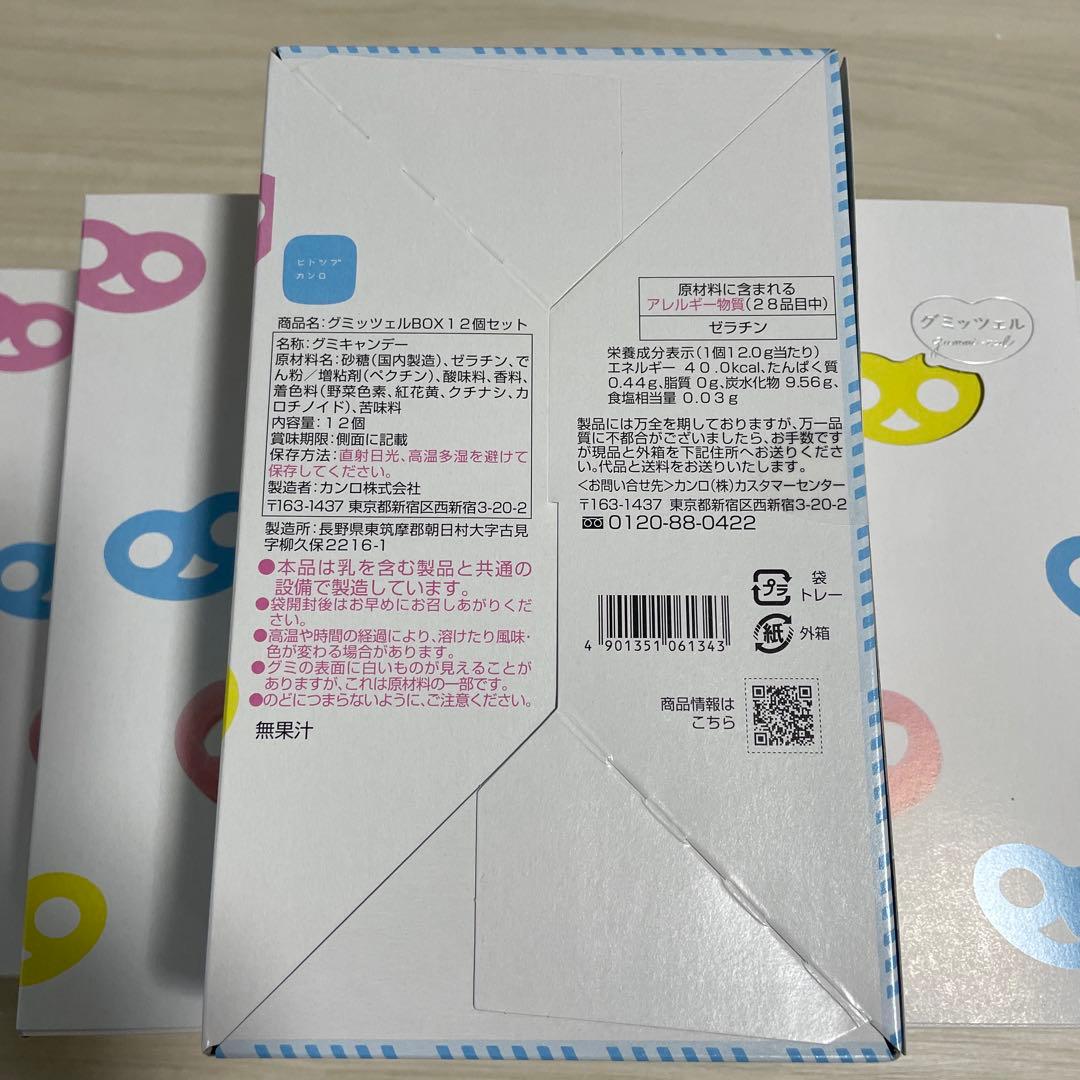 ヒトツブ
カンロ
商品名:グミッツェルBOX12個セット
名称:グミキャンデー
原材料名:砂糖(国内製造)、ゼラチン、で
ん粉/増粘剤(ペクチン)、酸味料、香料、
着色料(野菜色素、紅花黄、クチナシ、カ
ロチノイド)、苦味料
内容量:12個
賞味期限:側面に記載
保存方法:直射日光、高温多湿を避けて
保存してください。
製造者:カンロ株式会社
〒163-1437 東京都新宿区西新宿3-20-2
製造所:長野県東筑摩郡朝日村大字古見
字柳久保2216-1
●本品は乳を含む製品と共通の
設備で製造しています。
●袋開封後はお早めにお召しあがりくだ
さい。
●高温や時間の経過により、溶けたり風味・
色が変わる場合があります。
●グミの表面に白いものが見えることが
ありますが、これは原材料の一部です。
●のどにつまらないように、ご注意ください。
無果汁
原材料に含まれる
アレルギー物質(28品目中)
ゼラチン
栄養成分表示(1個12.0g当たり)
エネルギー 40.0kcal、たんぱく質
0.44g、脂質 0g、炭水化物 9.56g、
食塩相当量 0.03g
製品には万全を期しておりますが、万一品
質に不都合がございましたら、お手数です
が現品と外箱を下記住所へお送りくださ
い。代品と送料をお送りいたします。
<お問い合せ先>カンロ(株)カスタマーセンター
〒163-1437 東京都新宿区西新宿3-20-2
0120-88-0422
プラ
袋
トレー
紙
外箱
4 901351 061343
商品情報は
こちら
グミッツェル